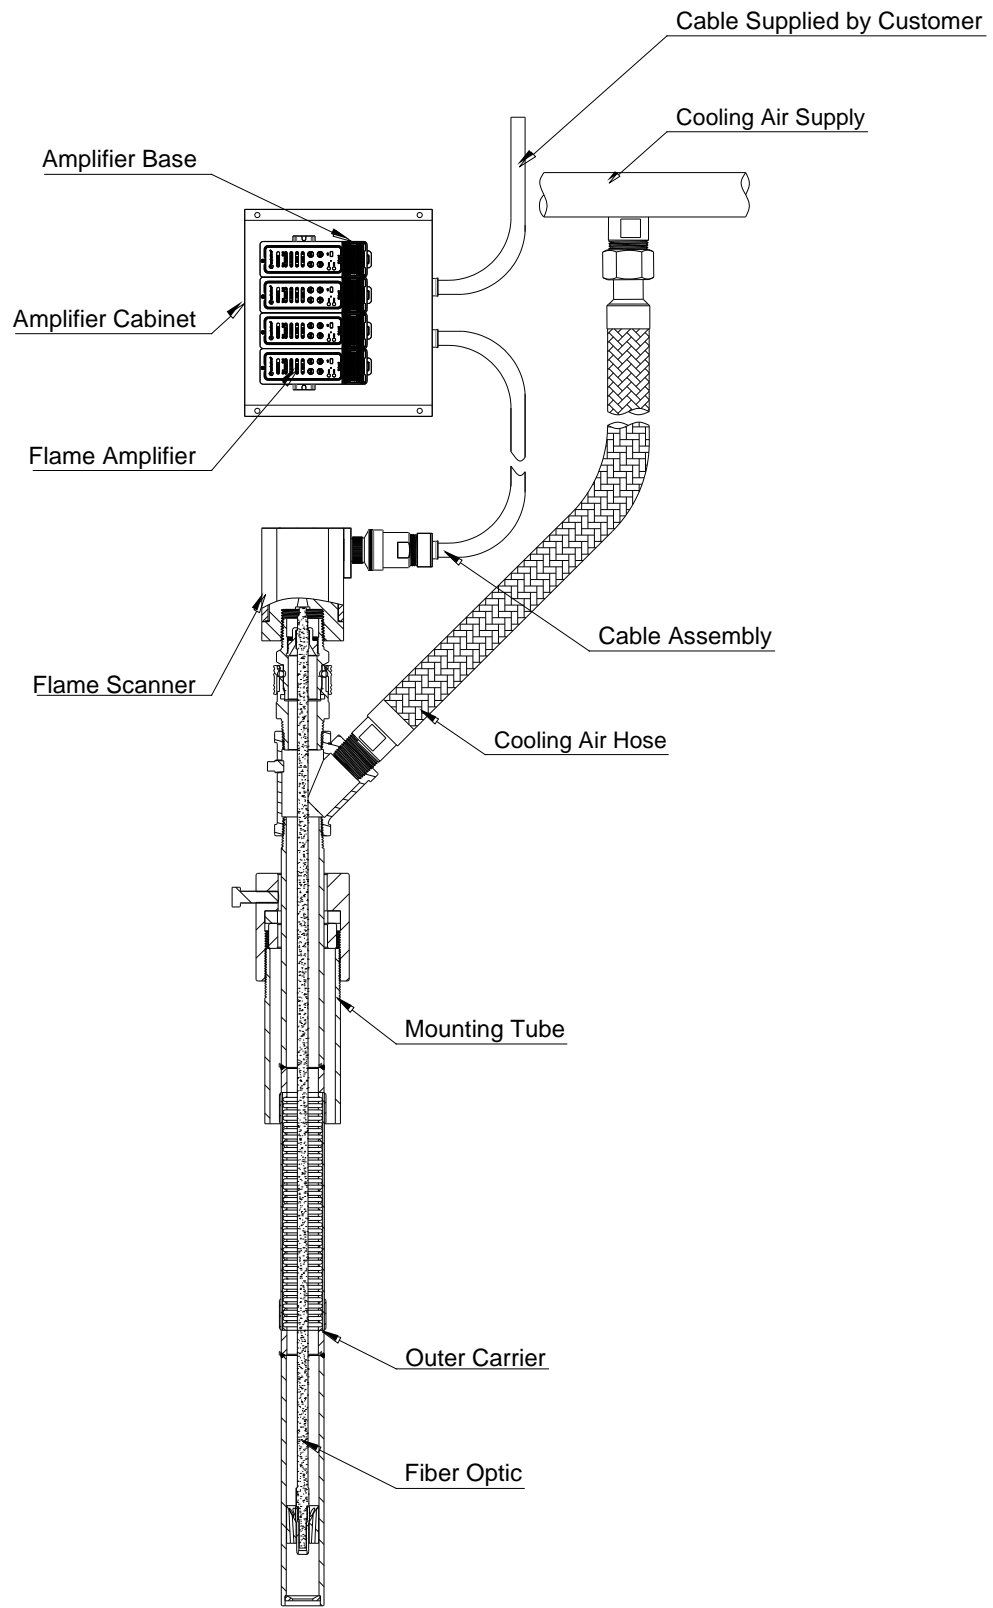 Cable Supplied by Customer
Cooling Air Supply
Amplifier Base
Amplifier Cabinet
Flame Amplifier
Cable Assembly
Flame Scanner
Cooling Air Hose
Mounting Tube
Outer Carrier
Fiber Optic